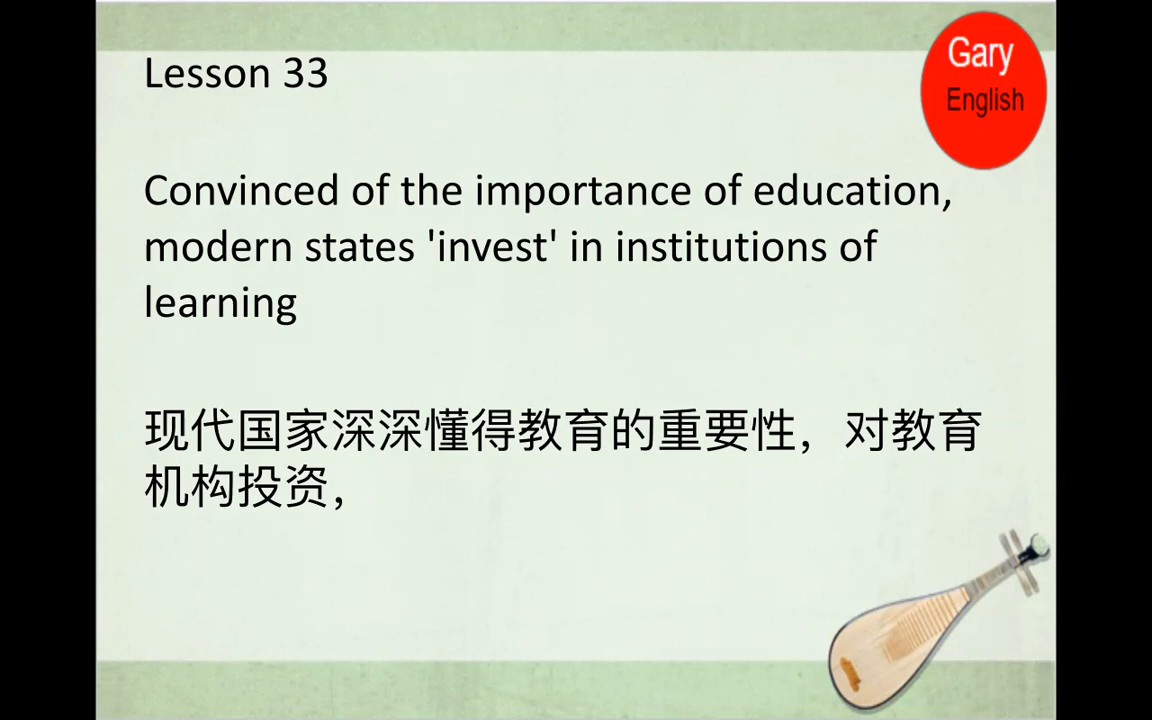 Lesson 33
Gary
English
Convinced of the importance of education,
modern states 'invest' in institutions of
learning
现代国家深深懂得教育的重要性，对教育
机构投资，